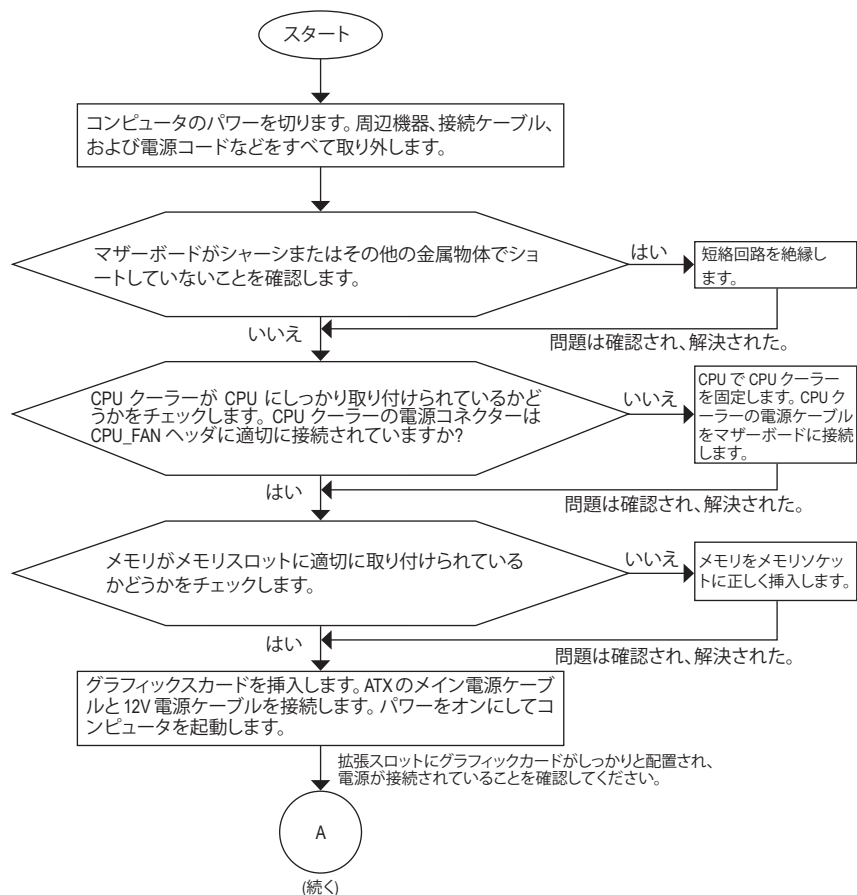 スタート
コンピュータのパワーを切ります。周辺機器、接続ケーブル、
および電源コードなどをすべて取り外します。
マザーボードがシャーシまたはその他の金属物体でショ
ートしていないことを確認します。
はい
短絡回路を絶縁し
ます。
いいえ
問題は確認され、解決された。
CPU クーラーが CPU にしっかり取り付けられているかど
うかをチェックします。CPU クーラーの電源コネクターは
CPU_FAN ヘッダに適切に接続されていますか?
いいえ
CPU で CPU クーラー
を固定します。CPU ク
ーラーの電源ケーブル
をマザーボードに接続
します。
はい
問題は確認され、解決された。
メモリがメモリスロットに適切に取り付けられている
かどうかをチェックします。
いいえ
メモリをメモリソケッ
トに正しく挿入します。
はい
問題は確認され、解決された。
グラフィックスカードを挿入します。ATX のメイン電源ケーブ
ルと 12V 電源ケーブルを接続します。パワーをオンにしてコ
ンピュータを起動します。
拡張スロットにグラフィックカードがしっかりと配置され、
電源が接続されていることを確認してください。
A
(続く)